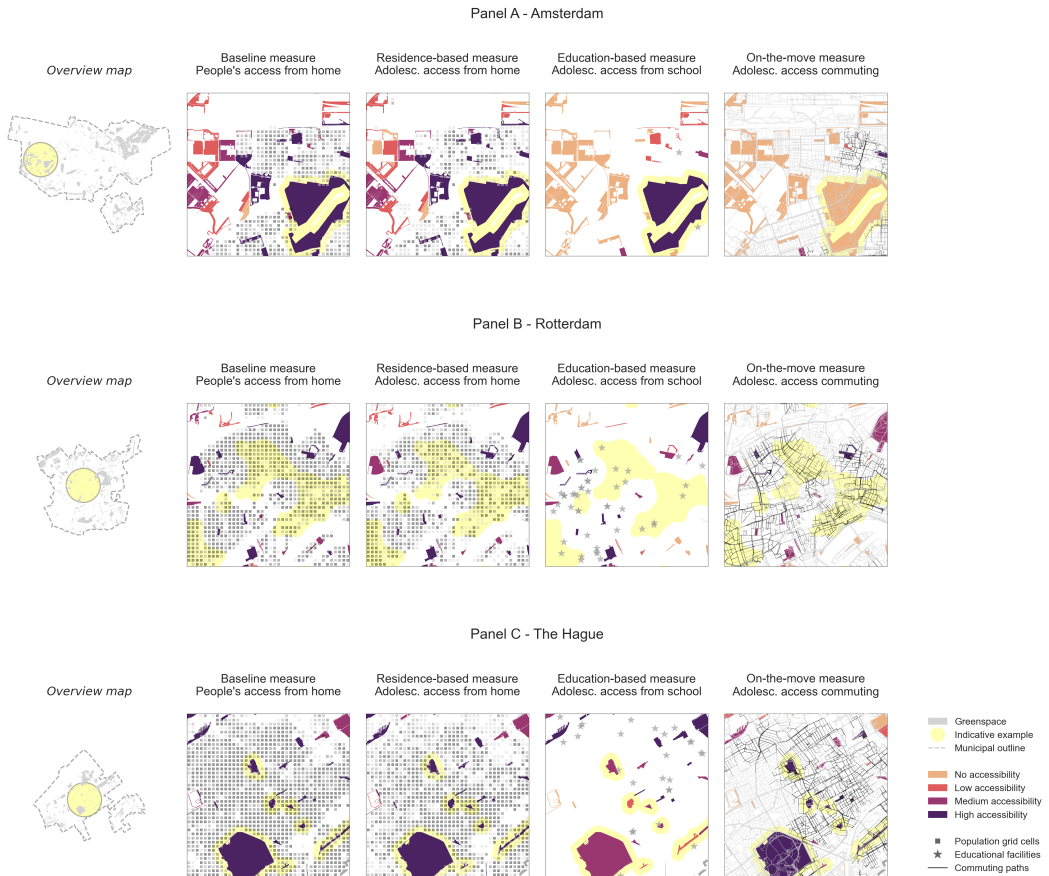 Panel A - Amsterdam
Overview map
Baseline measure
People's access from home
Residence-based measure
Adolesc. access from home
Education-based measure
Adolesc. access from school
On-the-move measure
Adolesc. access commuting
Panel B - Rotterdam
Overview map
Baseline measure
People's access from home
Residence-based measure
Adolesc. access from home
Education-based measure
Adolesc. access from school
On-the-move measure
Adolesc. access commuting
Panel C - The Hague
Overview map
Baseline measure
People's access from home
Residence-based measure
Adolesc. access from home
Education-based measure
Adolesc. access from school
On-the-move measure
Adolesc. access commuting
Greenspace
Indicative example
Municipal outline
No accessibility
Low accessibility
Medium accessibility
High accessibility
Population grid cells
Educational facilities
Commuting paths